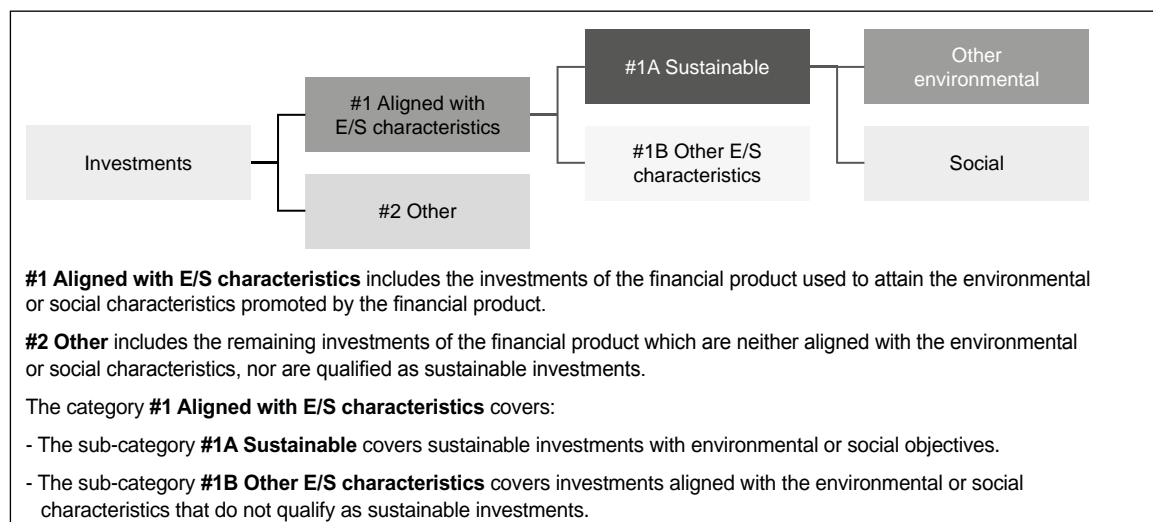 #1A Sustainable
Other
environmental
#1 Aligned with
E/S characteristics
Investments
#1B Other E/S
characteristics
Social
#2 Other
#1 Aligned with E/S characteristics includes the investments of the financial product used to attain the environmental
or social characteristics promoted by the financial product.
#2 Other includes the remaining investments of the financial product which are neither aligned with the environmental
or social characteristics, nor are qualified as sustainable investments.
The category #1 Aligned with E/S characteristics covers:
- The sub-category #1A Sustainable covers sustainable investments with environmental or social objectives.
- The sub-category #1B Other E/S characteristics covers investments aligned with the environmental or social
characteristics that do not qualify as sustainable investments.